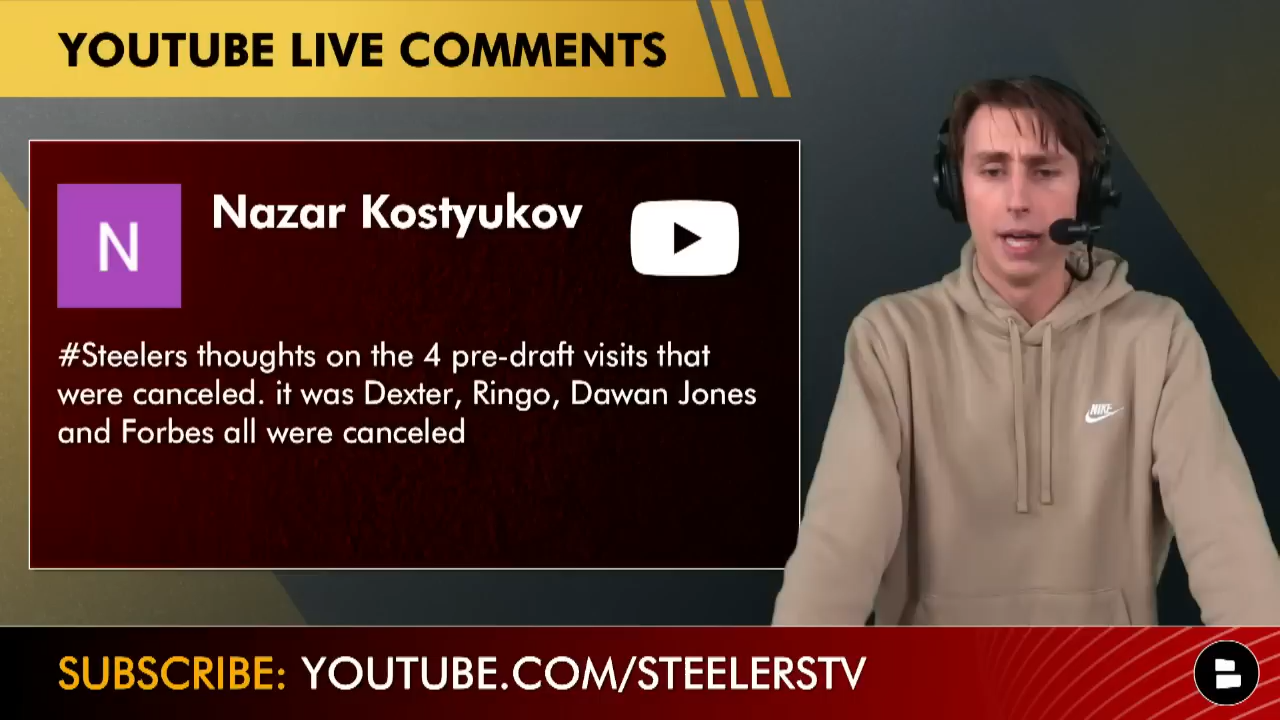 YOUTUBE LIVE COMMENTS
N
Nazar Kostyukov
#Steelers thoughts on the 4 pre-draft visits that
were canceled. it was Dexter, Ringo, Dawan Jones
and Forbes all were canceled
NIKE
SUBSCRIBE: YOUTUBE.COM/STEELERSTV